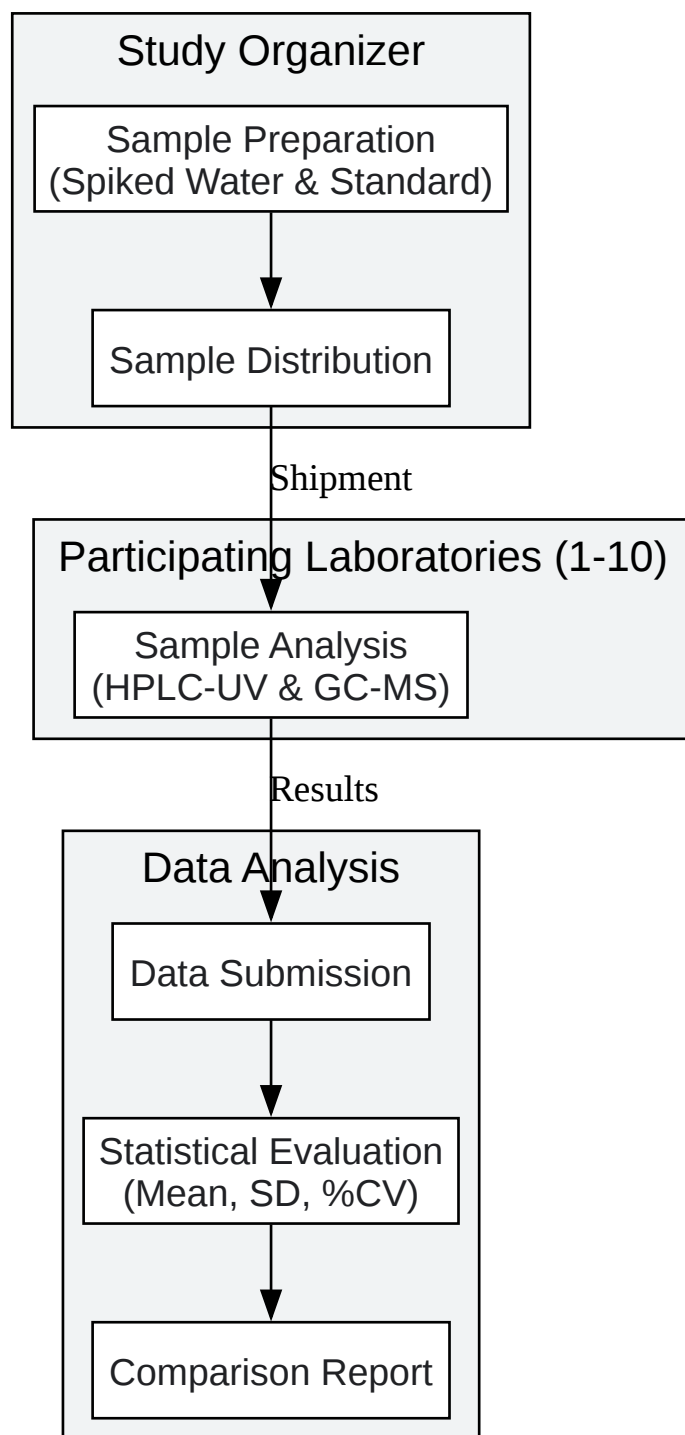 Study Organizer
Sample Preparation
(Spiked Water & Standard)
Sample Distribution
Shipment
Participating Laboratories (1-10)
Sample Analysis
(HPLC-UV & GC-MS)
Results
Data Analysis
Data Submission
Statistical Evaluation
(Mean, SD, %CV)
Comparison Report